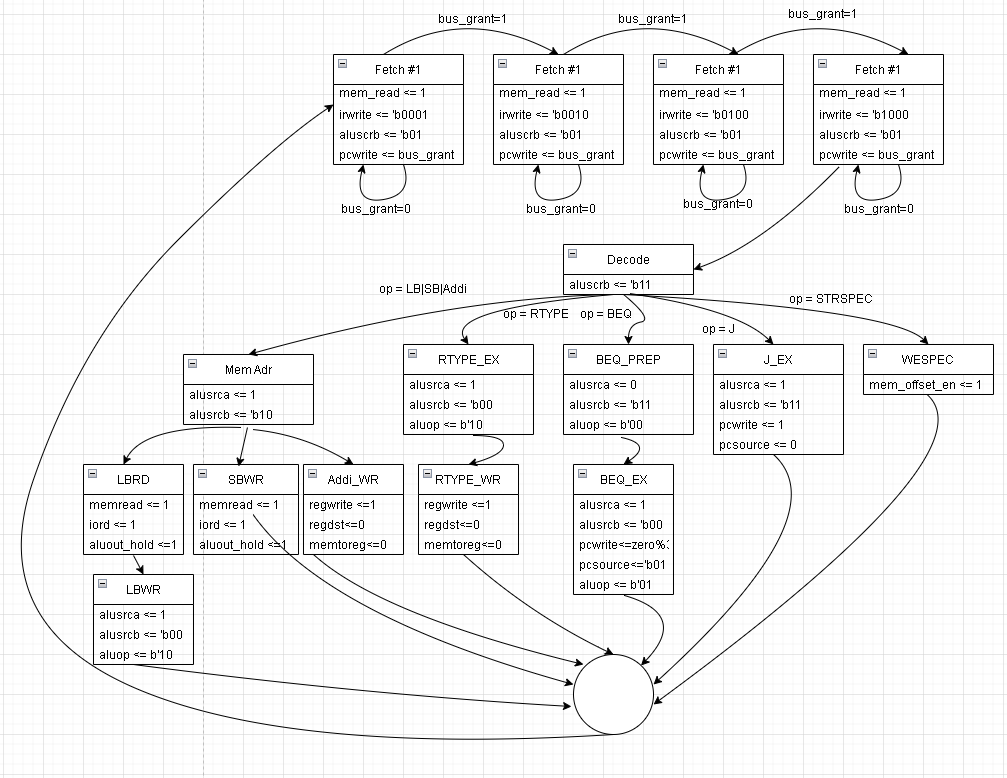 bus_grant=1
bus_grant=1
bus_grant=1
Fetch #1
mem_read <= 1
irwrite <= 'b0001
aluscrb <= 'b01
pcwrite <= bus_grant
bus_grant=0
Fetch #1
mem_read <= 1
irwrite <= 'b0010
aluscrb <= 'b01
pcwrite <= bus_grant
bus_grant=0
Fetch #1
mem_read <= 1
irwrite <= 'b0100
aluscrb <= 'b01
pcwrite <= bus_grant
bus_grant=0
Fetch #1
mem_read <= 1
irwrite <= 'b1000
aluscrb <= 'b01
pcwrite <= bus_grant
bus_grant=0
Decode
aluscrb <= 'b11
op = LB|SB|Addi
op = RTYPE
op = BEQ
op = J
op = STRSPEC
Mem Adr
alusrca <= 1
alusrcb <= 'b10
RTYPE_EX
alusrca <= 1
alusrcb <= 'b00
aluop <= b'10
BEQ_PREP
alusrca <= 0
alusrcb <= 'b11
aluop <= b'00
J_EX
alusrca <= 1
alusrcb <= 'b11
pcwrite <= 1
pcsource <= 0
WESPEC
mem_offset_en <= 1
LBRD
memread <= 1
iord <= 1
aluout_hold <=1
SBWR
memread <= 1
iord <= 1
aluout_hold <=1
Addi_WR
regwrite <=1
regdst<=0
memtoreg<=0
RTYPE_WR
regwrite <=1
regdst<=0
memtoreg<=0
BEQ_EX
alusrca <= 1
alusrcb <= 'b00
pcwrite<=zero%
pcsource<='b01
aluop <= b'01
LBWR
alusrca <= 1
alusrcb <= 'b00
aluop <= b'10